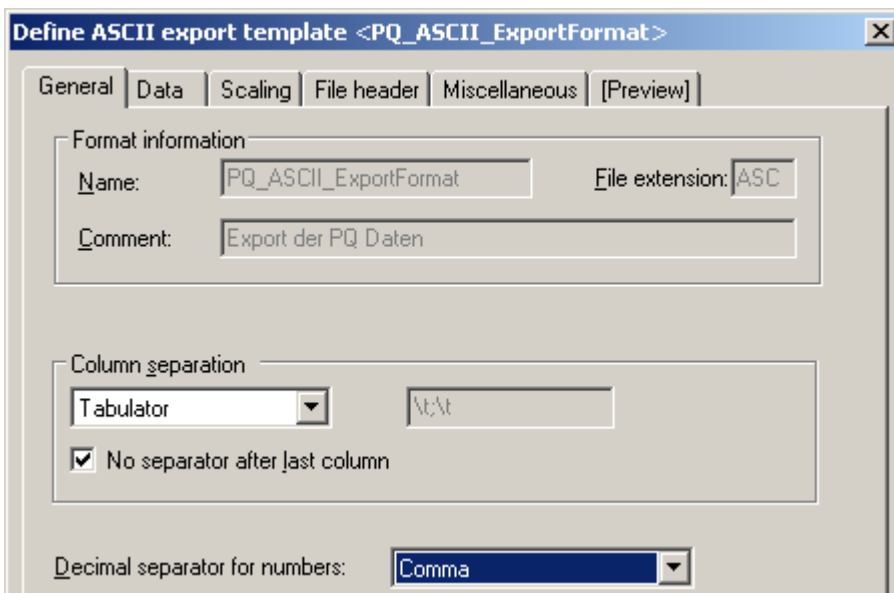 Define ASCII export template <PQ_ASCII_ExportFormat>
General Data Scaling File header Miscellaneous [Preview]
Format information
Name: PQ_ASCII_ExportFormat File extension: ASC
Comment: Export der PQ Daten
Column separation
Tabulator \t;\t
No separator after last column
Decimal separator for numbers: Comma